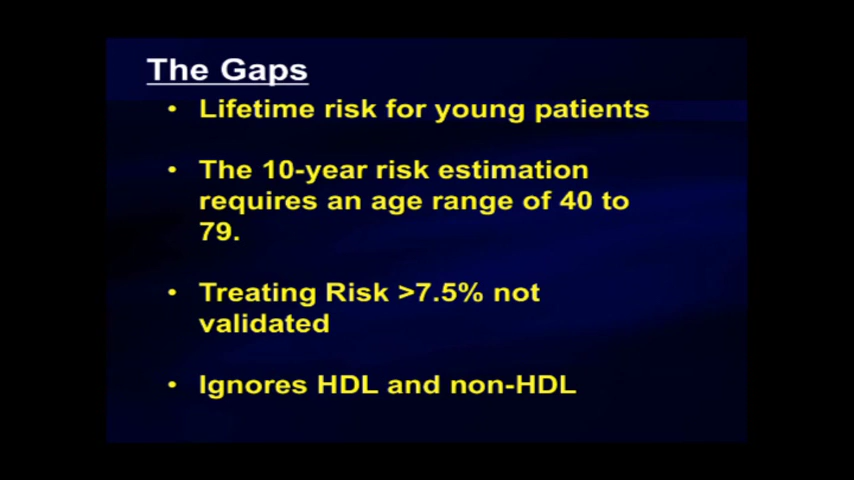 The Gaps
• Lifetime risk for young patients
• The 10-year risk estimation
requires an age range of 40 to
79.
• Treating Risk >7.5% not
validated
• Ignores HDL and non-HDL